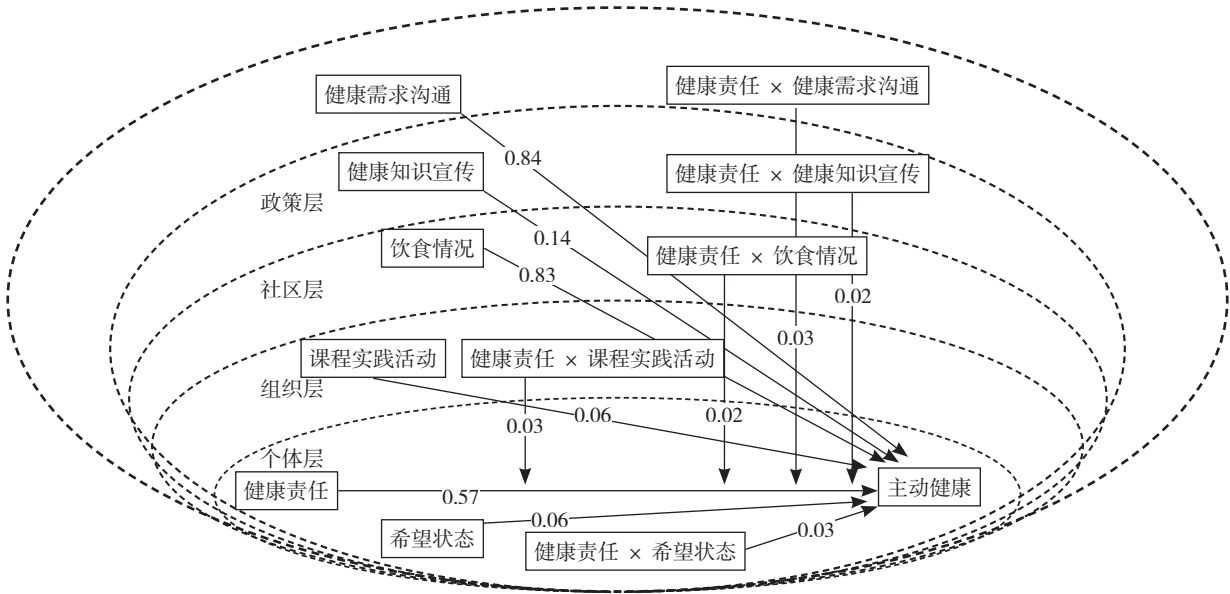 健康需求沟通
健康责任 × 健康需求沟通
0.84
健康知识宣传
健康责任 × 健康知识宣传
政策层
0.14
饮食情况
健康责任 × 饮食情况
0.83
社区层
0.02
0.03
课程实践活动
健康责任 × 课程实践活动
组织层
0.06
0.02
0.03
个体层
健康责任
0.57
主动健康
希望状态
0.06
健康责任 × 希望状态
0.03